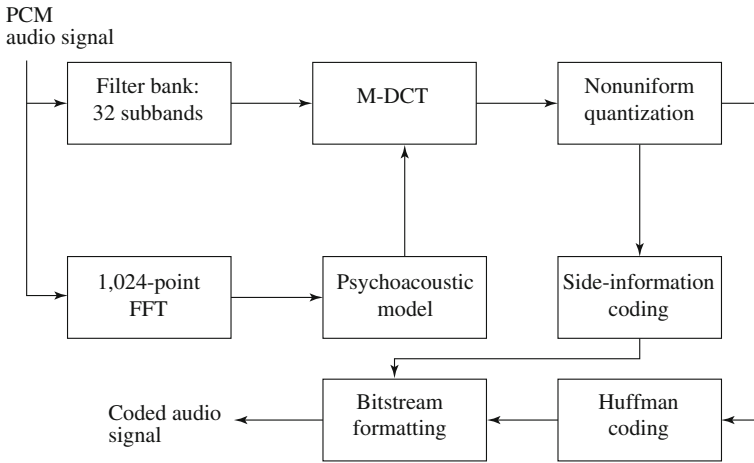 PCM
audio signal
Filter bank:
32 subbands
M-DCT
Nonuniform
quantization
1,024-point
FFT
Psychoacoustic
model
Side-information
coding
Coded audio
signal
Bitstream
formatting
Huffman
coding